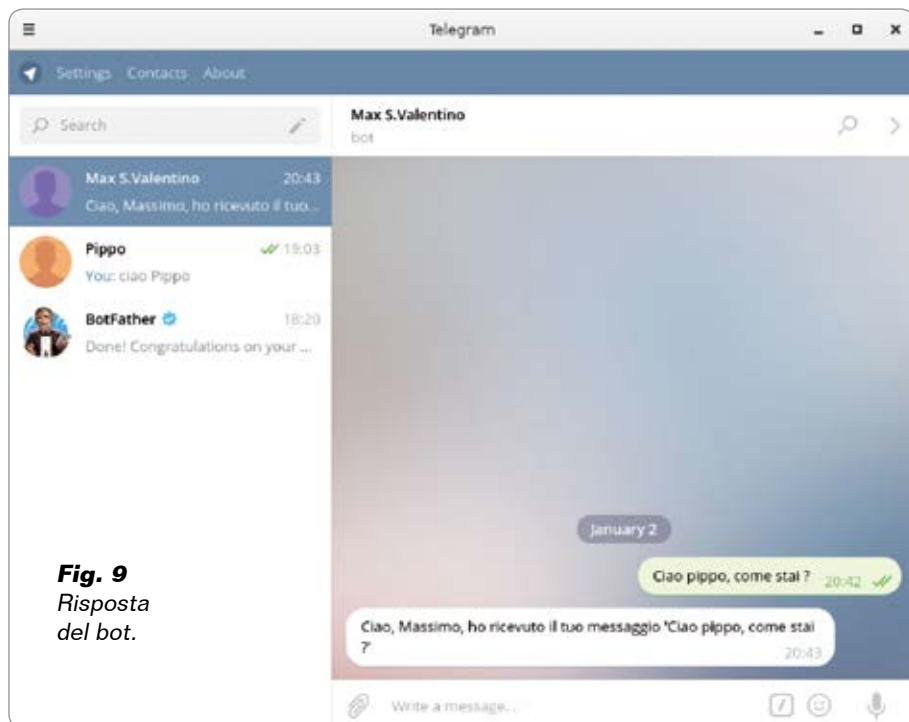 Telegram
Settings Contacts About
Search
Max S.Valentino 20:43
Ciao, Massimo, ho ricevuto il tuo...
Pippo 19:03
You: ciao Pippo
BotFather 18:20
Done! Congratulations on your ...
Fig. 9
Risposta
del bot.
Max S.Valentino
bot
January 2
Ciao pippo, come stai ? 20:42
Ciao, Massimo, ho ricevuto il tuo messaggio 'Ciao pippo, come stai
?'
20:43
Write a message...